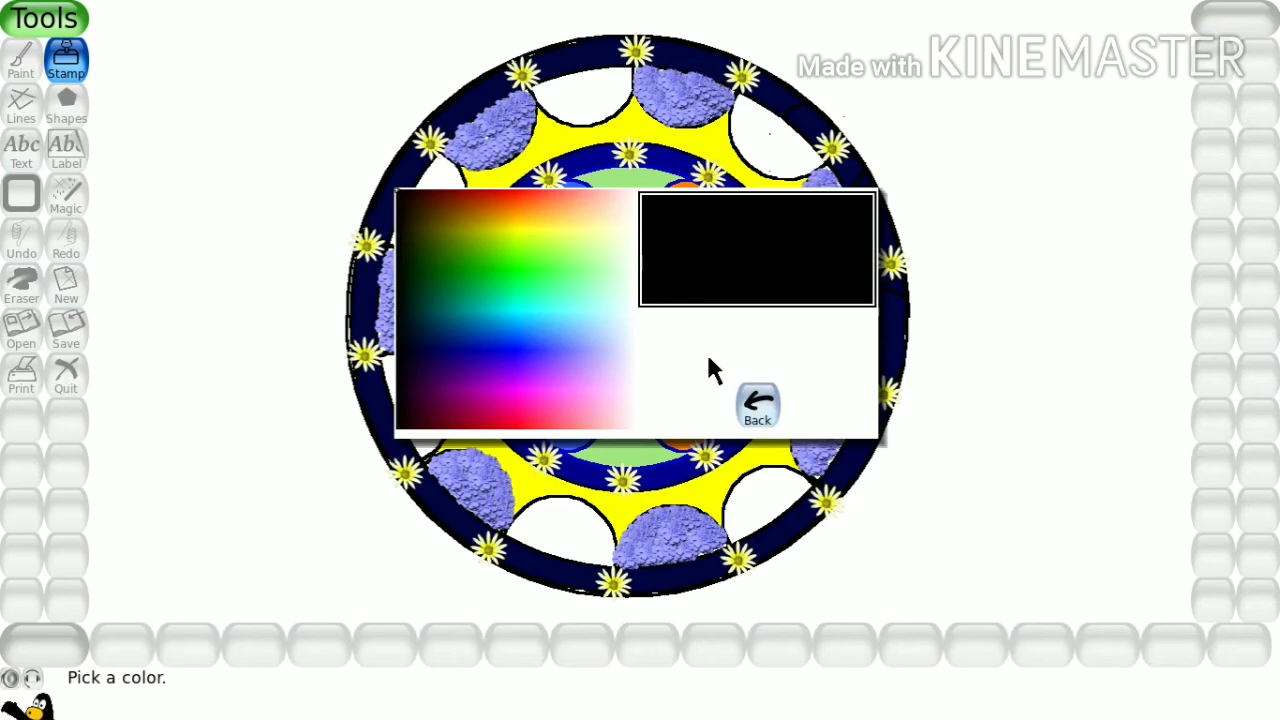 Tools
Made with KINEMASTER
Paint Stamp
Lines Shapes
Abc Abc
Text Label
Magic
Undo Redo
Eraser New
Open Save
Print Quit
Back
Pick a color.